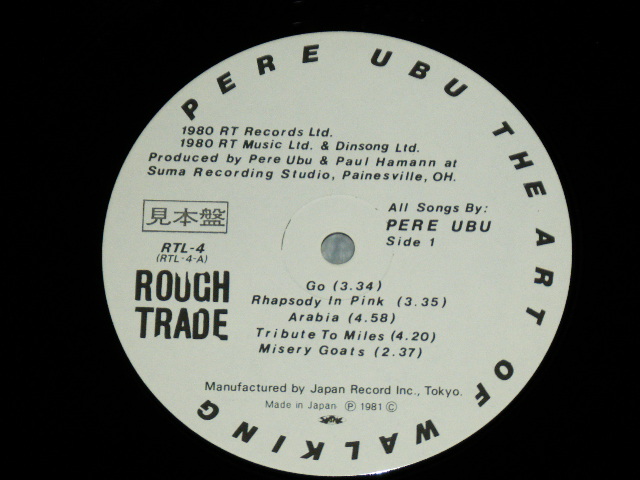 PERE UBU THE ART OF WALKING
1980 RT Records Ltd.
1980 RT Music Ltd. & Dinsong Ltd.
Produced by Pere Ubu & Paul Hamann at
Suma Recording Studio, Painesville, OH.
見本盤
RTL-4
(RTL-4-A)
ROUGH
TRADE
All Songs By:
PERE UBU
Side 1
Go (3.34)
Rhapsody In Pink (3.35)
Arabia (4.58)
Tribute To Miles (4.20)
Misery Goats (2.37)
Manufactured by Japan Record Inc., Tokyo.
Made in Japan Ⓟ 1981 ©